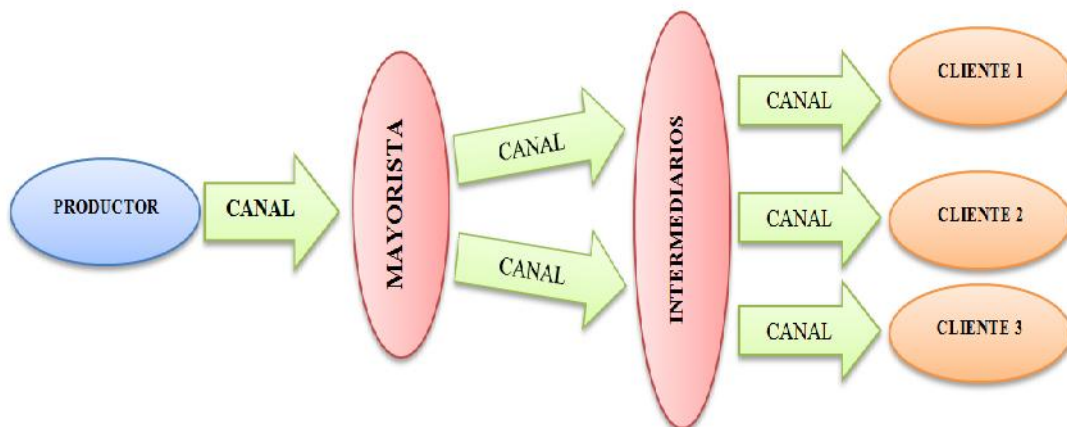 PRODUCTOR
CANAL
MAYORISTA
CANAL
CANAL
INTERMEDIARIOS
CANAL
CANAL
CANAL
CLIENTE 1
CLIENTE 2
CLIENTE 3